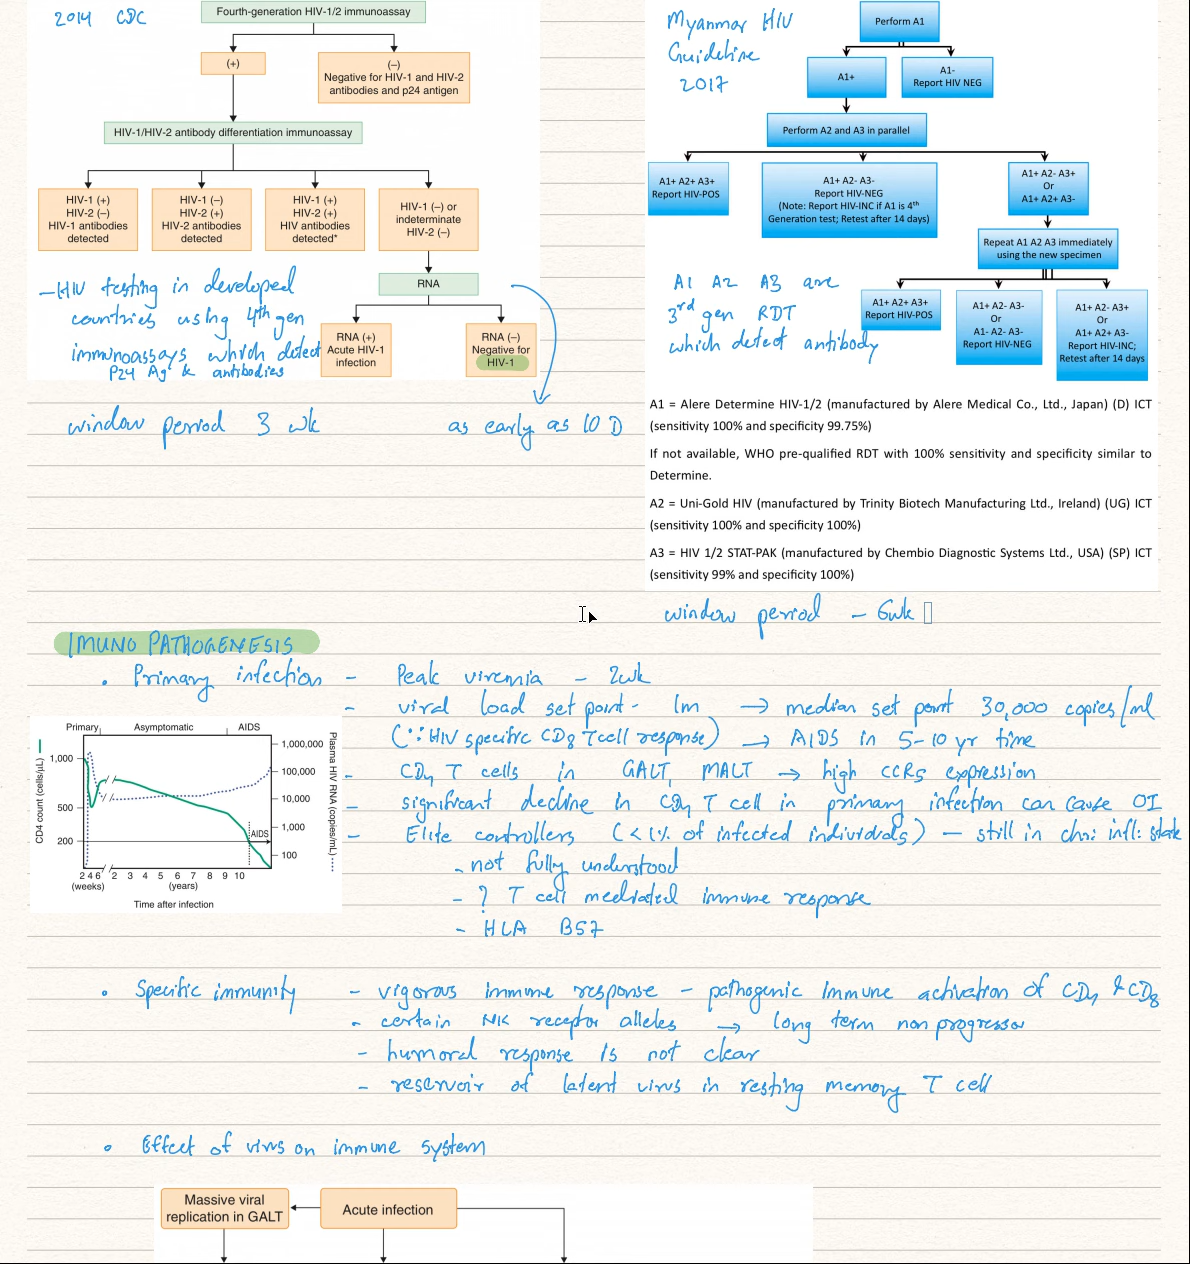 2014 CDC
Fourth-generation HIV-1/2 immunoassay
(+)
(–)
Negative for HIV-1 and HIV-2
antibodies and p24 antigen
HIV-1/HIV-2 antibody differentiation immunoassay
HIV-1 (+)
HIV-2 (–)
HIV-1 antibodies
detected
HIV-1 (–)
HIV-2 (+)
HIV-2 antibodies
detected
HIV-1 (+)
HIV-2 (+)
HIV antibodies
detected*
HIV-1 (–) or
indeterminate
HIV-2 (–)
RNA
RNA (+)
Acute HIV-1
infection
RNA (–)
Negative for
HIV-1
– HIV testing in developed
countries using 4th gen
immunoassays which detect
P24 Ag & antibodies
window period 3 wk
as early as 10 D
Myanmar HIV
Guideline
2017
Perform A1
A1+
A1-
Report HIV NEG
Perform A2 and A3 in parallel
A1+ A2+ A3+
Report HIV-POS
A1+ A2- A3-
Report HIV-NEG
(Note: Report HIV-INC if A1 is 4th
Generation test; Retest after 14 days)
A1+ A2- A3+
Or
A1+ A2+ A3-
Repeat A1 A2 A3 immediately
using the new specimen
A1+ A2+ A3+
Report HIV-POS
A1+ A2- A3-
Or
A1- A2- A3-
Report HIV-NEG
A1+ A2- A3+
Or
A1+ A2+ A3-
Report HIV-INC;
Retest after 14 days
A1 A2 A3 are
3rd gen RDT
which detect antibody
A1 = Alere Determine HIV-1/2 (manufactured by Alere Medical Co., Ltd., Japan) (D) ICT
(sensitivity 100% and specificity 99.75%)
If not available, WHO pre-qualified RDT with 100% sensitivity and specificity similar to
Determine.
A2 = Uni-Gold HIV (manufactured by Trinity Biotech Manufacturing Ltd., Ireland) (UG) ICT
(sensitivity 100% and specificity 100%)
A3 = HIV 1/2 STAT-PAK (manufactured by Chembio Diagnostic Systems Ltd., USA) (SP) ICT
(sensitivity 99% and specificity 100%)
window period – 6wk
IMUNO PATHOGENESIS
• Primary infection – Peak viremia – 2wk
– viral load set point - 1m → median set point 30,000 copies/ml
(∵ HIV specific CD8 T cell response) → AIDS in 5-10 yr time
– CD4 T cells in GALT, MALT → high CCR5 expression
– significant decline in CD4 T cell in primary infection can cause OI
– Elite controllers (<1% of infected individuals) – still in chr: infl: state
- not fully understood
- ? T cell mediated immune response
- HLA B57
Primary
Asymptomatic
AIDS
CD4 count (cells/µL)
1,000
500
200
1,000,000
100,000
10,000
1,000
100
Plasma HIV RNA (copies/mL)
AIDS
2 4 6 2 3 4 5 6 7 8 9 10
(weeks) (years)
Time after infection
• Specific immunity – vigorous immune response – pathogenic immune activation of CD4 & CD8
- certain NK receptor alleles → long term non progressor
– humoral response is not clear
– reservoir of latent virus in resting memory T cell
• Effect of virus on immune system
Massive viral
replication in GALT
Acute infection